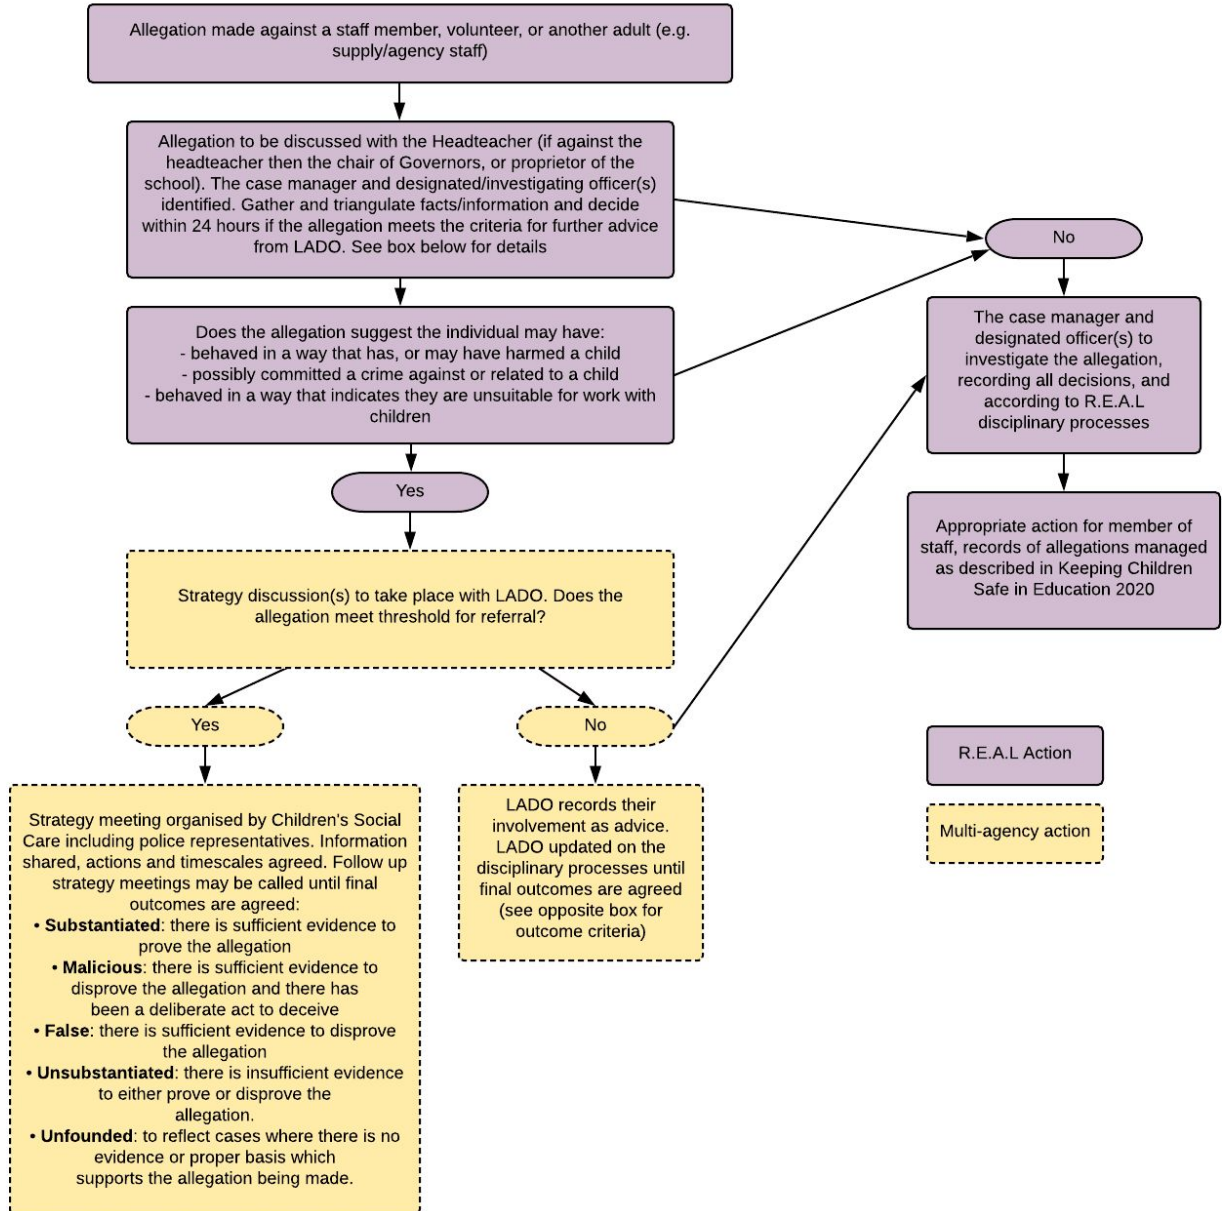 Allegation made against a staff member, volunteer, or another adult (e.g.
supply/agency staff)
Allegation to be discussed with the Headteacher (if against the
headteacher then the chair of Governors, or proprietor of the
school). The case manager and designated/investigating officer(s)
identified. Gather and triangulate facts/information and decide
within 24 hours if the allegation meets the criteria for further advice
from LADO. See box below for details
No
Does the allegation suggest the individual may have:
- behaved in a way that has, or may have harmed a child
- possibly committed a crime against or related to a child
- behaved in a way that indicates they are unsuitable for work with
children
The case manager and
designated officer(s) to
investigate the allegation,
recording all decisions, and
according to R.E.A.L
disciplinary processes
Yes
Appropriate action for member of
staff, records of allegations managed
as described in Keeping Children
Safe in Education 2020
Strategy discussion(s) to take place with LADO. Does the
allegation meet threshold for referral?
Yes
No
R.E.A.L Action
Multi-agency action
Strategy meeting organised by Children's Social
Care including police representatives. Information
shared, actions and timescales agreed. Follow up
strategy meetings may be called until final
outcomes are agreed:
• Substantiated: there is sufficient evidence to
prove the allegation
• Malicious: there is sufficient evidence to
disprove the allegation and there has
been a deliberate act to deceive
• False: there is sufficient evidence to disprove
the allegation
• Unsubstantiated: there is insufficient evidence
to either prove or disprove the
allegation.
• Unfounded: to reflect cases where there is no
evidence or proper basis which
supports the allegation being made.
LADO records their
involvement as advice.
LADO updated on the
disciplinary processes until
final outcomes are agreed
(see opposite box for
outcome criteria)